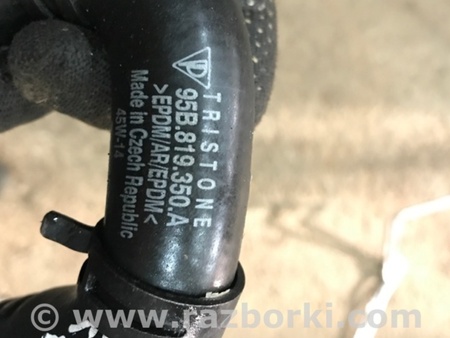 TRISTONE
95B.819.350.A
>EPDM/AR/EPDM<
Made in Czech Republic
45W-14
© www.razborki.com